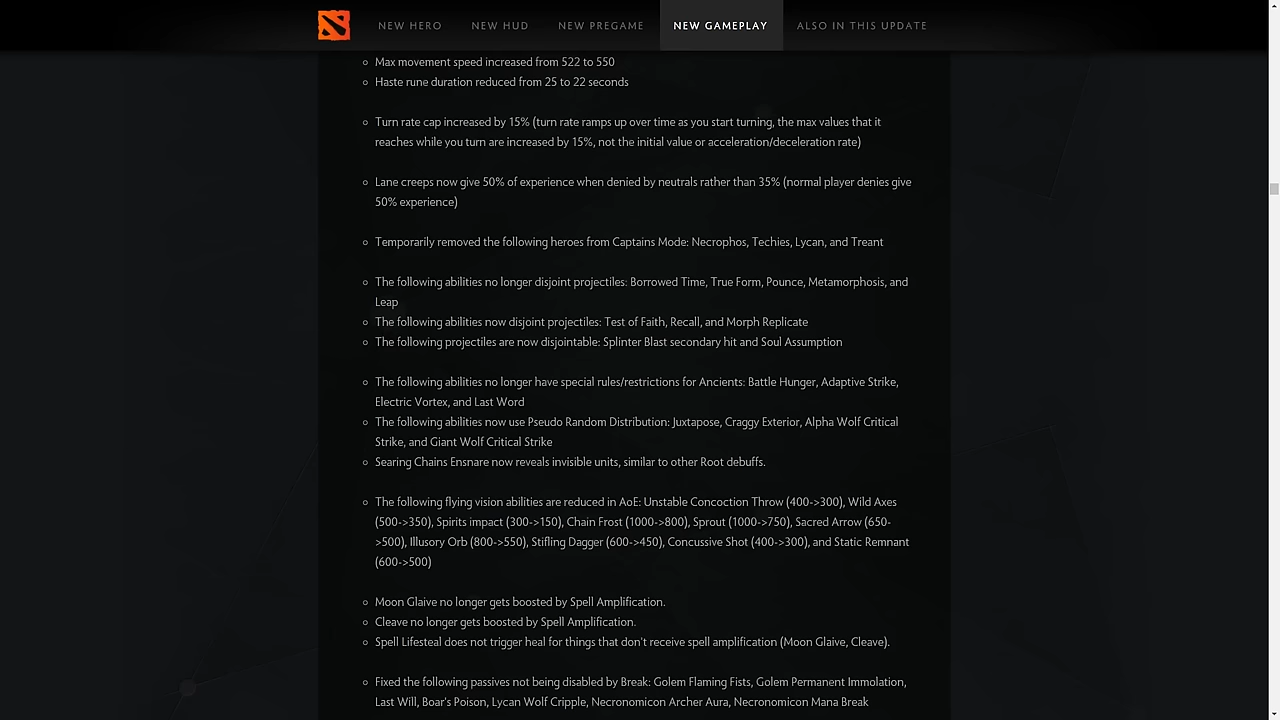 NEW HERO NEW HUD NEW PREGAME NEW GAMEPLAY ALSO IN THIS UPDATE
Max movement speed increased from 522 to 550
Haste rune duration reduced from 25 to 22 seconds
Turn rate cap increased by 15% (turn rate ramps up over time as you start turning, the max values that it
reaches while you turn are increased by 15%, not the initial value or acceleration/deceleration rate)
Lane creeps now give 50% of experience when denied by neutrals rather than 35% (normal player denies give
50% experience)
Temporarily removed the following heroes from Captains Mode: Necrophos, Techies, Lycan, and Treant
The following abilities no longer disjoint projectiles: Borrowed Time, True Form, Pounce, Metamorphosis, and
Leap
The following abilities now disjoint projectiles: Test of Faith, Recall, and Morph Replicate
The following projectiles are now disjointable: Splinter Blast secondary hit and Soul Assumption
The following abilities no longer have special rules/restrictions for Ancients: Battle Hunger, Adaptive Strike,
Electric Vortex, and Last Word
The following abilities now use Pseudo Random Distribution: Juxtapose, Craggy Exterior, Alpha Wolf Critical
Strike, and Giant Wolf Critical Strike
Searing Chains Ensnare now reveals invisible units, similar to other Root debuffs.
The following flying vision abilities are reduced in AoE: Unstable Concoction Throw (400->300), Wild Axes
(500->350), Spirits impact (300->150), Chain Frost (1000->800), Sprout (1000->750), Sacred Arrow (650-
>500), Illusory Orb (800->550), Stifling Dagger (600->450), Concussive Shot (400->300), and Static Remnant
(600->500)
Moon Glaive no longer gets boosted by Spell Amplification.
Cleave no longer gets boosted by Spell Amplification.
Spell Lifesteal does not trigger heal for things that don't receive spell amplification (Moon Glaive, Cleave).
Fixed the following passives not being disabled by Break: Golem Flaming Fists, Golem Permanent Immolation,
Last Will, Boar's Poison, Lycan Wolf Cripple, Necronomicon Archer Aura, Necronomicon Mana Break